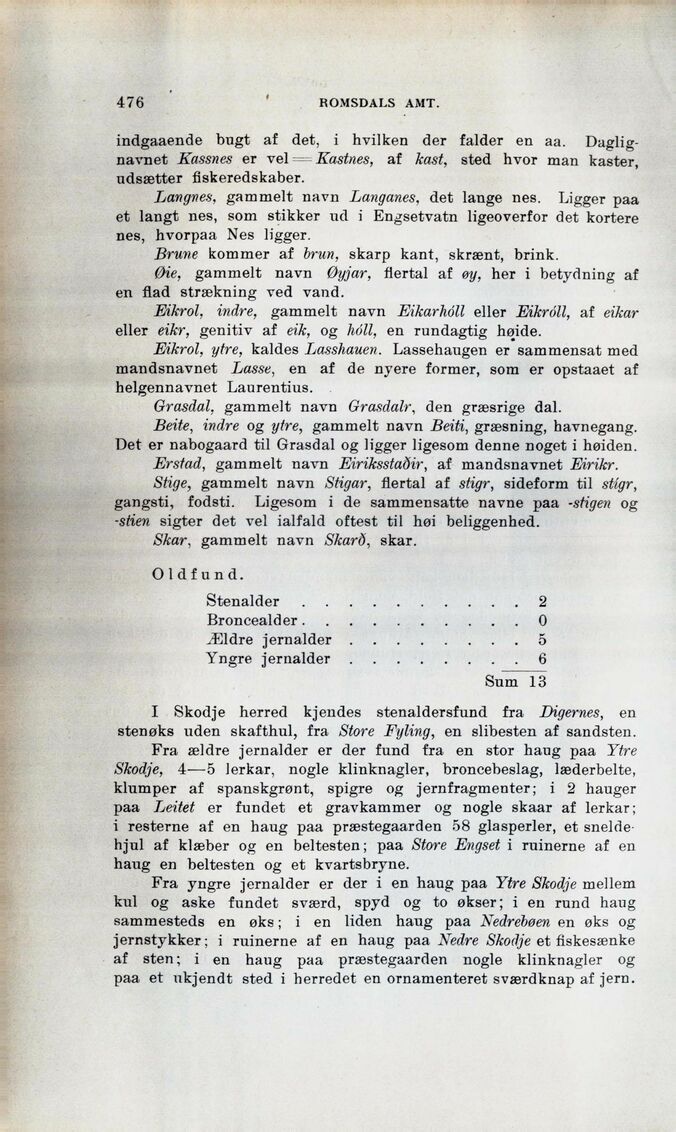 476
ROMSDALS AMT.
indgaaende bugt af det, i hvilken der falder en aa. Daglig-
navnet Kassnes er vel = Kastnes, af kast, sted hvor man kaster,
udsætter fiskeredskaber.
Langnes, gammelt navn Langanes, det lange nes. Ligger paa
et langt nes, som stikker ud i Engsetvatn ligeoverfor det kortere
nes, hvorpaa Nes ligger.
Brune kommer af brun, skarp kant, skrænt, brink.
Øie, gammelt navn Øyjar, flertal af øy, her i betydning af
en flad strækning ved vand.
Eikrol, indre, gammelt navn Eikarhóll eller Eikróll, af eikar
eller eikr, genitiv af eik, og hóll, en rundagtig høide.
Eikrol, ytre, kaldes Lasshauen. Lassehaugen er sammensat med
mandsnavnet Lasse, en af de nyere former, som er opstaaet af
helgennavnet Laurentius.
Grasdal, gammelt navn Grasdalr, den græsrige dal.
Beite, indre og ytre, gammelt navn Beiti, græsning, havnegang.
Det er nabogaard til Grasdal og ligger ligesom denne noget i høiden.
Erstad, gammelt navn Eiriksstaðir, af mandsnavnet Eirikr.
Stige, gammelt navn Stigar, flertal af stigr, sideform til stígr,
gangsti, fodsti. Ligesom i de sammensatte navne paa -stigen og
-stien sigter det vel ialfald oftest til høi beliggenhed.
Skar, gammelt navn Skarð, skar.
Oldfund.
Stenalder . . . . . . . . . . 2
Broncealder . . . . . . . . . . 0
Ældre jernalder . . . . . . . . 5
Yngre jernalder . . . . . . . . 6
Sum 13
I Skodje herred kjendes stenaldersfund fra Digernes, en
stenøks uden skafthul, fra Store Fyling, en slibesten af sandsten.
Fra ældre jernalder er der fund fra en stor haug paa Ytre
Skodje, 4—5 lerkar, nogle klinknagler, broncebeslag, læderbelte,
klumper af spanskgrønt, spigre og jernfragmenter; i 2 hauger
paa Leitet er fundet et gravkammer og nogle skaar af lerkar;
i resterne af en haug paa præstegaarden 58 glasperler, et snelde-
hjul af klæber og en beltesten; paa Store Engset i ruinerne af en
haug en beltesten og et kvartsbryne.
Fra yngre jernalder er der i en haug paa Ytre Skodje mellem
kul og aske fundet sværd, spyd og to økser; i en rund haug
sammesteds en øks; i en liden haug paa Nedrebøen en øks og
jernstykker; i ruinerne af en haug paa Nedre Skodje et fiskesænke
af sten; i en haug paa præstegaarden nogle klinknagler og
paa et ukjendt sted i herredet en ornamenteret sværdknap af jern.